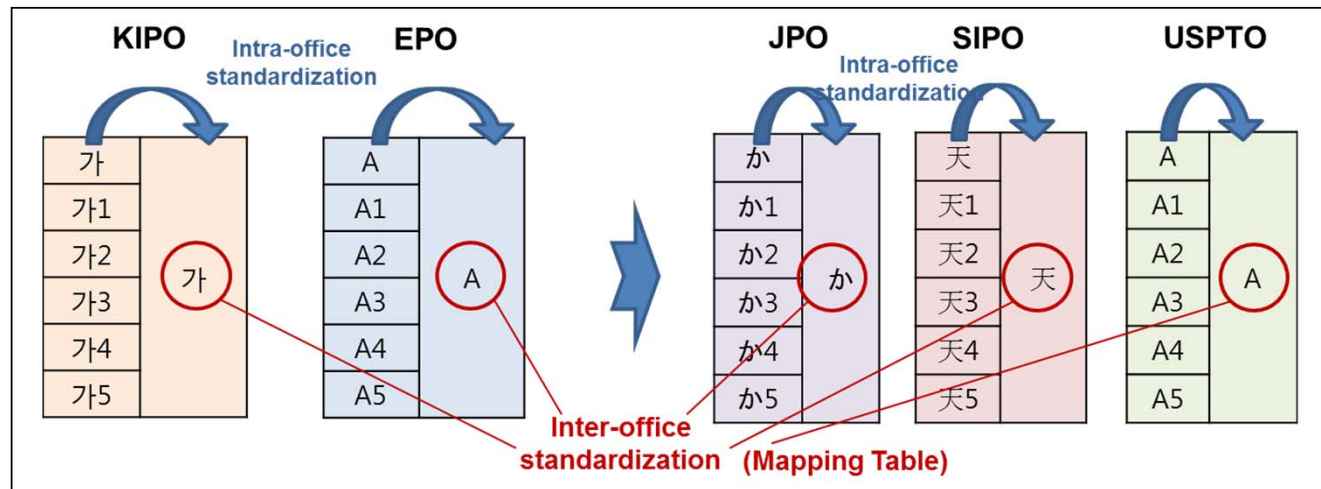 KIPO
EPO
JPO
SIPO
USPTO
Intra-office
standardization
Intra-office
standardization
가
가1
가2
가3
가4
가5
가
A
A1
A2
A3
A4
A5
A
か
か1
か2
か3
か4
か5
か
天
天1
天2
天3
天4
天5
天
A
A1
A2
A3
A4
A5
A
Inter-office
standardization (Mapping Table)